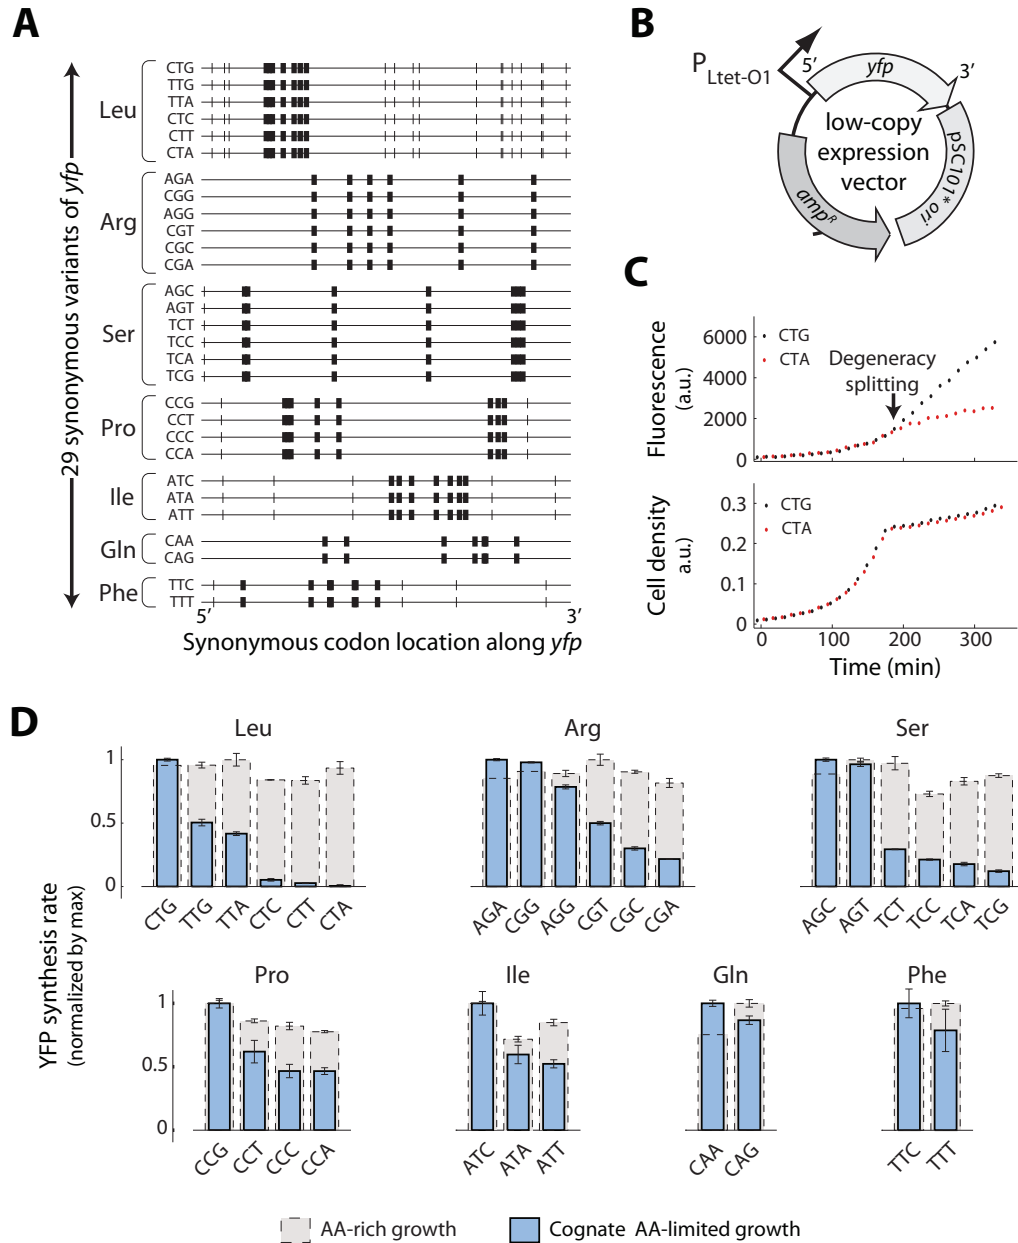 A
29 synonymous variants of yfp
Leu
CTG
TTG
TTA
CTC
CTT
CTA
Arg
AGA
CGG
AGG
CGT
CGC
CGA
Ser
AGC
AGT
TCT
TCC
TCA
TCG
Pro
CCG
CCT
CCC
CCA
Ile
ATC
ATA
ATT
Gln
CAA
CAG
Phe
TTC
TTT
5′ 3′
Synonymous codon location along yfp
B
PLtet-O1
5′ yfp 3′
low-copy
expression
vector
pSC101* ori
ampR
C
Fluorescence
(a.u.)
6000
4000
2000
0
CTG
CTA
Degeneracy
splitting
Cell density
a.u.
0.3
0.2
0.1
0
CTG
CTA
0 100 200 300
Time (min)
D
YFP synthesis rate
(normalized by max)
Leu
1
0.5
0
CTG TTG TTA CTC CTT CTA
Arg
AGA CGG AGG CGT CGC CGA
Ser
AGC AGT TCT TCC TCA TCG
Pro
1
0.5
0
CCG CCT CCC CCA
Ile
ATC ATA ATT
Gln
CAA CAG
Phe
TTC TTT
AA-rich growth
Cognate AA-limited growth